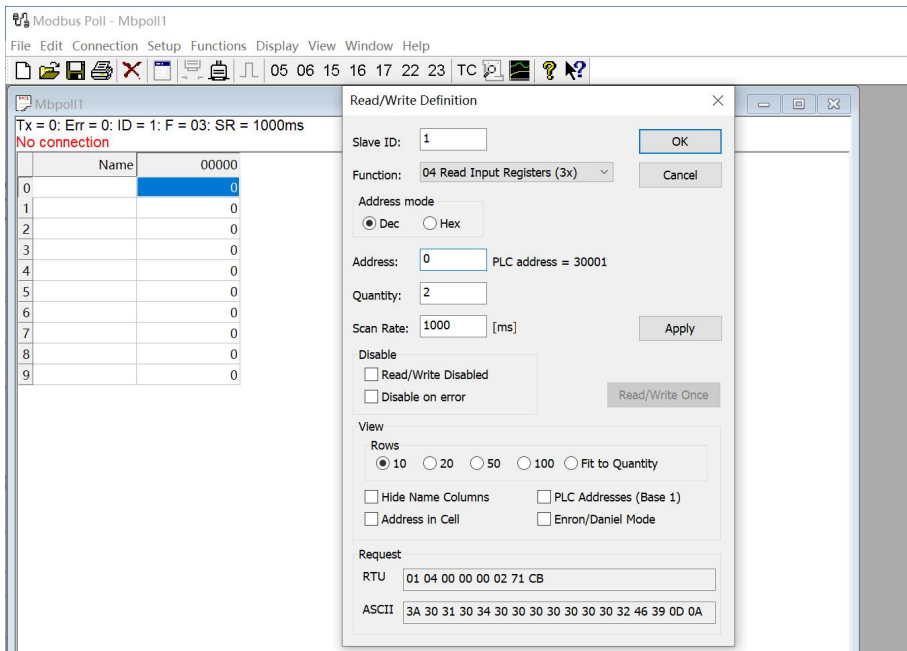 Modbus Poll - Mbpoll1
File Edit Connection Setup Functions Display View Window Help
05 06 15 16 17 22 23 TC
Mbpoll1
Tx = 0: Err = 0: ID = 1: F = 03: SR = 1000ms
No connection
Name 00000
0 0
1 0
2 0
3 0
4 0
5 0
6 0
7 0
8 0
9 0
Read/Write Definition
Slave ID: 1 OK
Function: 04 Read Input Registers (3x) Cancel
Address mode
Dec Hex
Address: 0 PLC address = 30001
Quantity: 2
Scan Rate: 1000 [ms] Apply
Disable
Read/Write Disabled
Disable on error Read/Write Once
View
Rows
10 20 50 100 Fit to Quantity
Hide Name Columns PLC Addresses (Base 1)
Address in Cell Enron/Daniel Mode
Request
RTU 01 04 00 00 00 02 71 CB
ASCII 3A 30 31 30 34 30 30 30 30 30 30 30 32 46 39 0D 0A